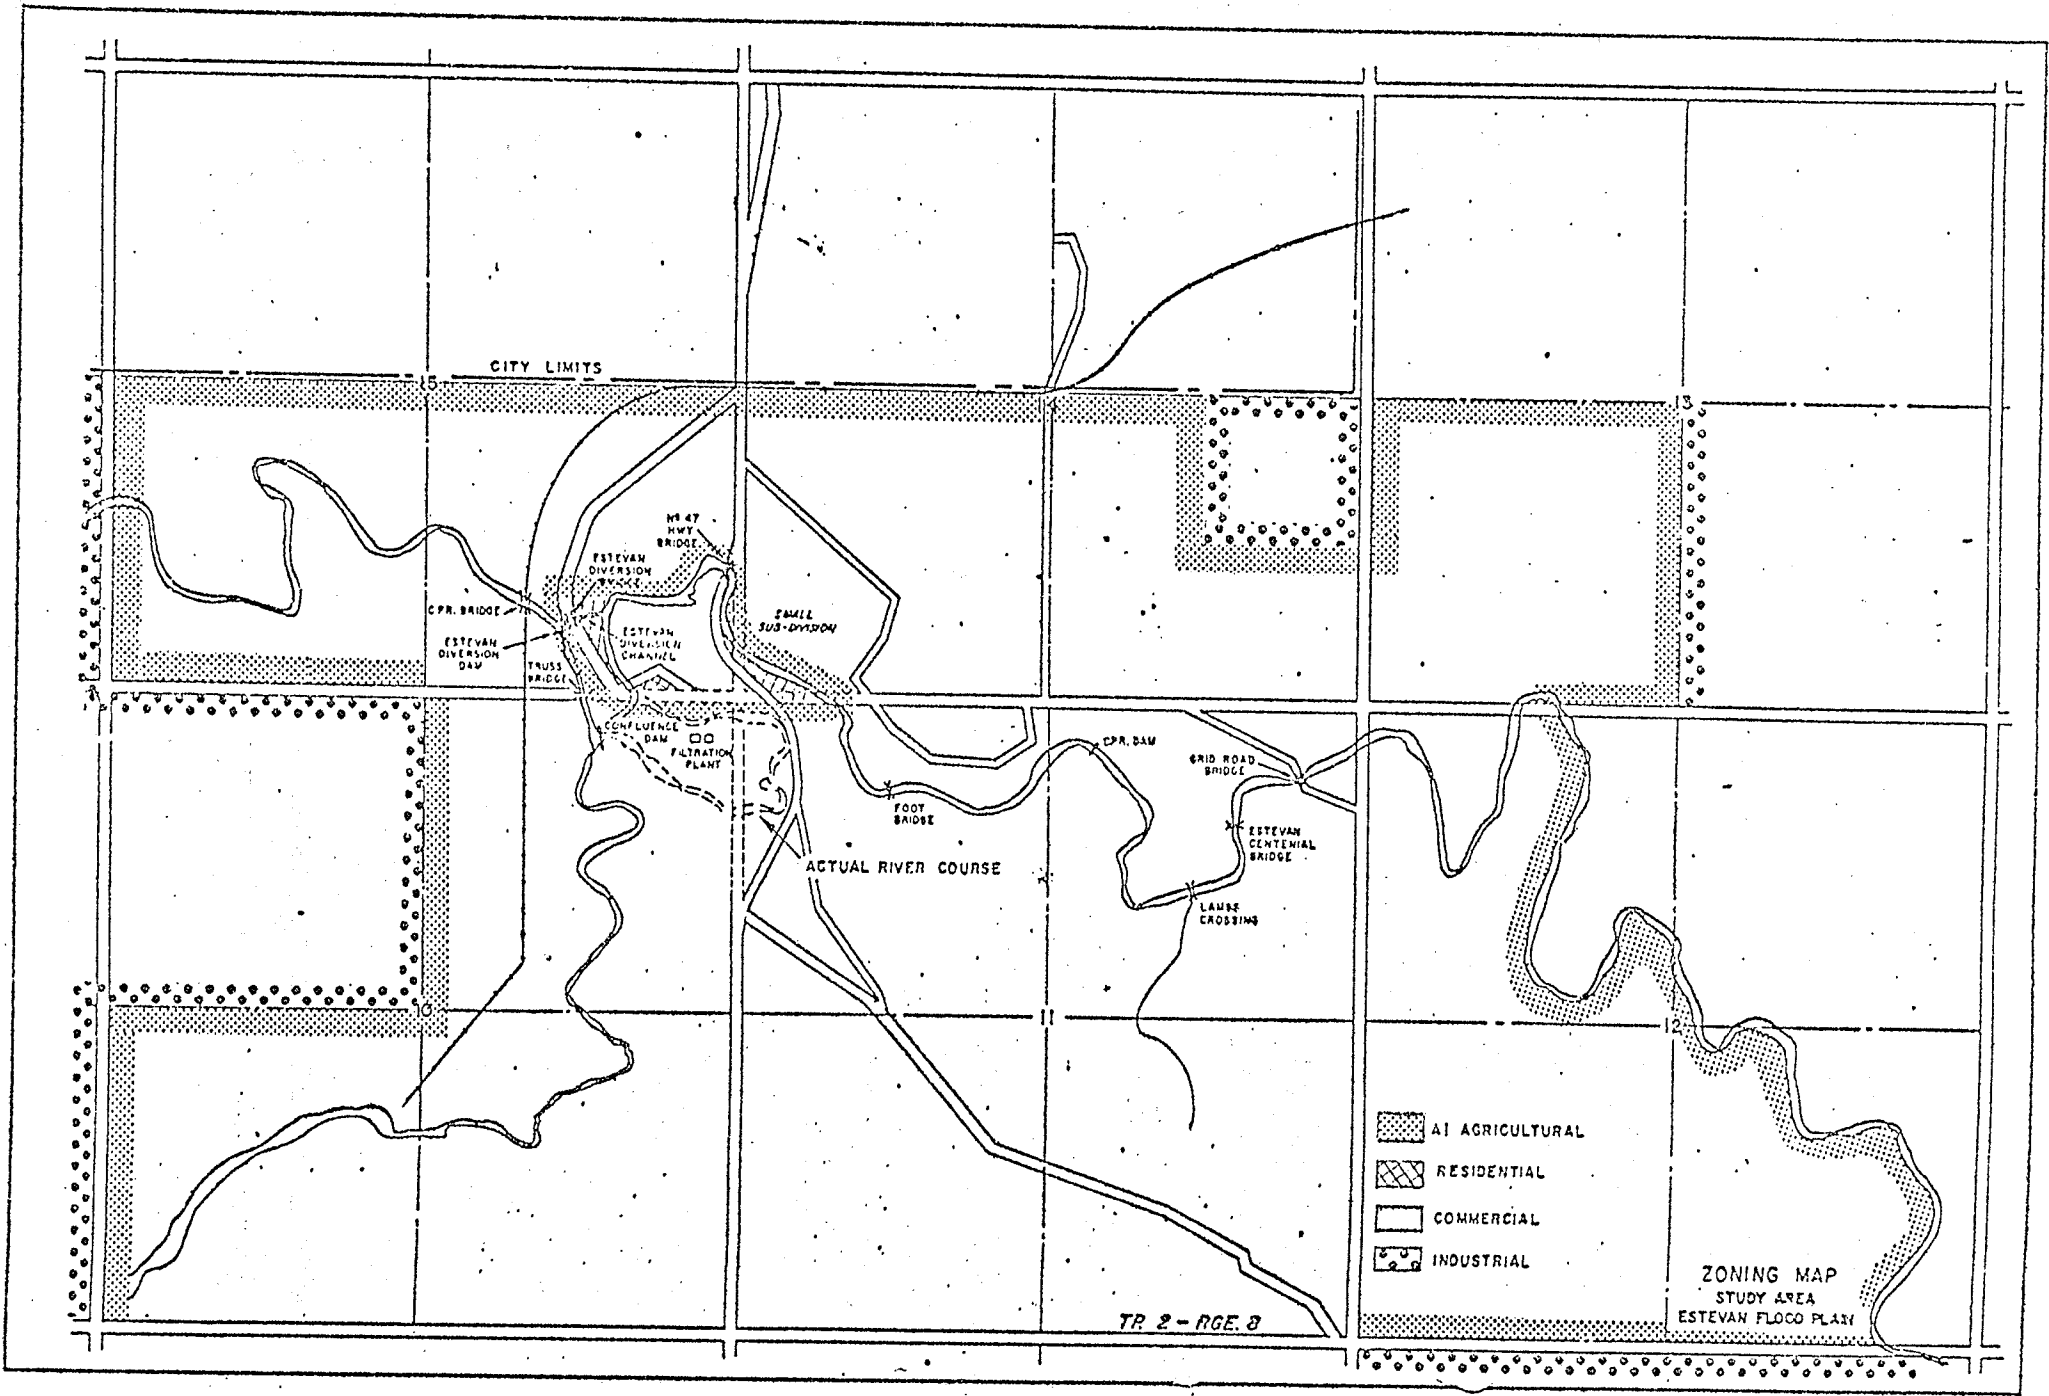 CITY LIMITS
15
13
Nº 47
HWY
BRIDGE
ESTEVAN
DIVERSION
C.P.R. BRIDGE
ESTEVAN
DIVERSION
DAM
ESTEVAN
DIVERSION
CHANNEL
SMALL
SUB-DIVISION
TRUSS
BRIDGE
CONFLUENCE
DAM
FILTRATION
PLANT
C.P.R. DAM
GRID ROAD
BRIDGE
FOOT
BRIDGE
ESTEVAN
CENTENIAL
BRIDGE
ACTUAL RIVER COURSE
CROSSING
10
11
12
A1 AGRICULTURAL
RESIDENTIAL
COMMERCIAL
INDUSTRIAL
ZONING MAP
STUDY AREA
ESTEVAN FLOOD PLAIN
TP. 2 - RGE. 8